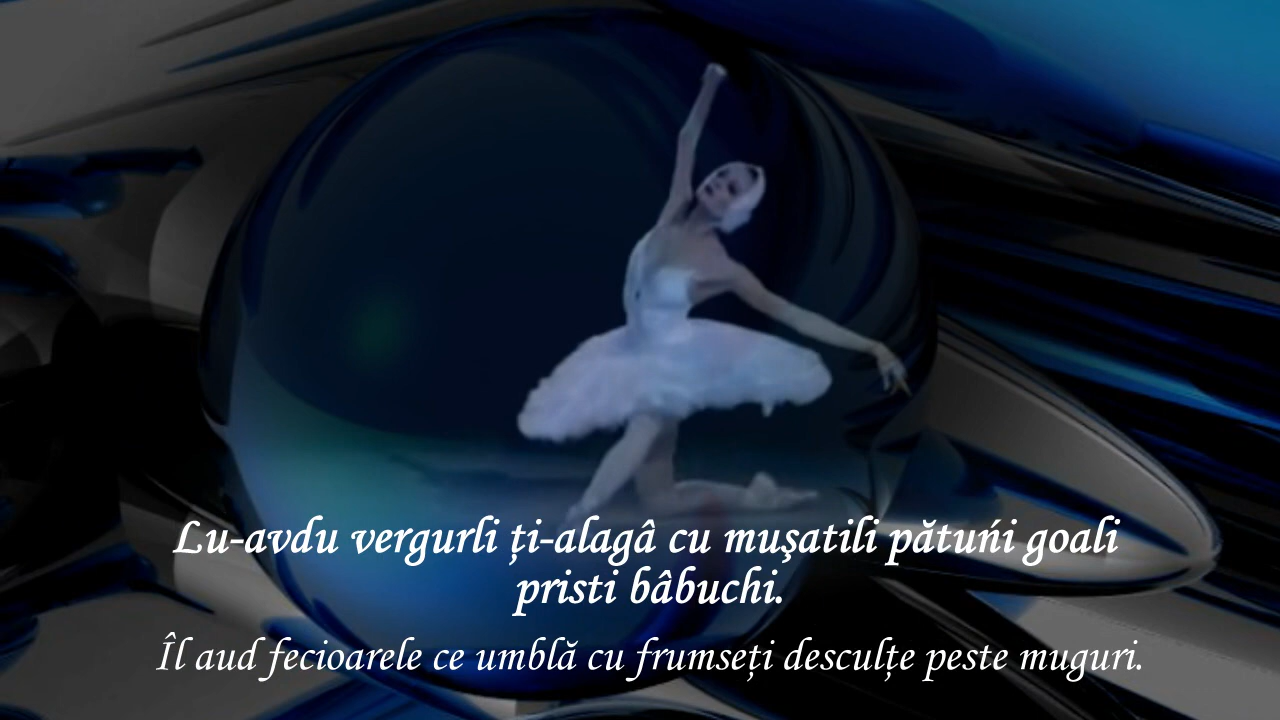 Lu-avdu vergurli ți-alagâ cu muşatili pătuńi goali
pristi bâbuchi.
Îl aud fecioarele ce umblă cu frumseți desculțe peste muguri.